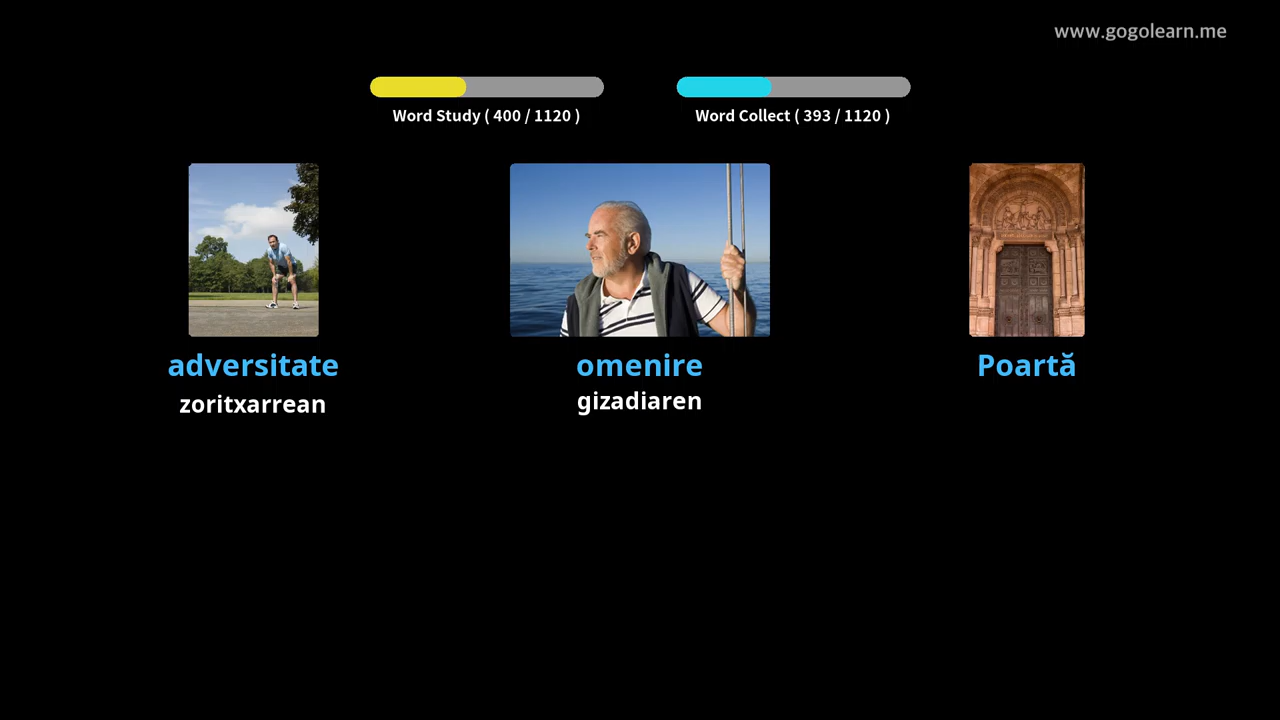 www.gogolearn.me
Word Study ( 400 / 1120 )
Word Collect ( 393 / 1120 )
adversitate
zoritxarrean
omenire
gizadiaren
Poartă